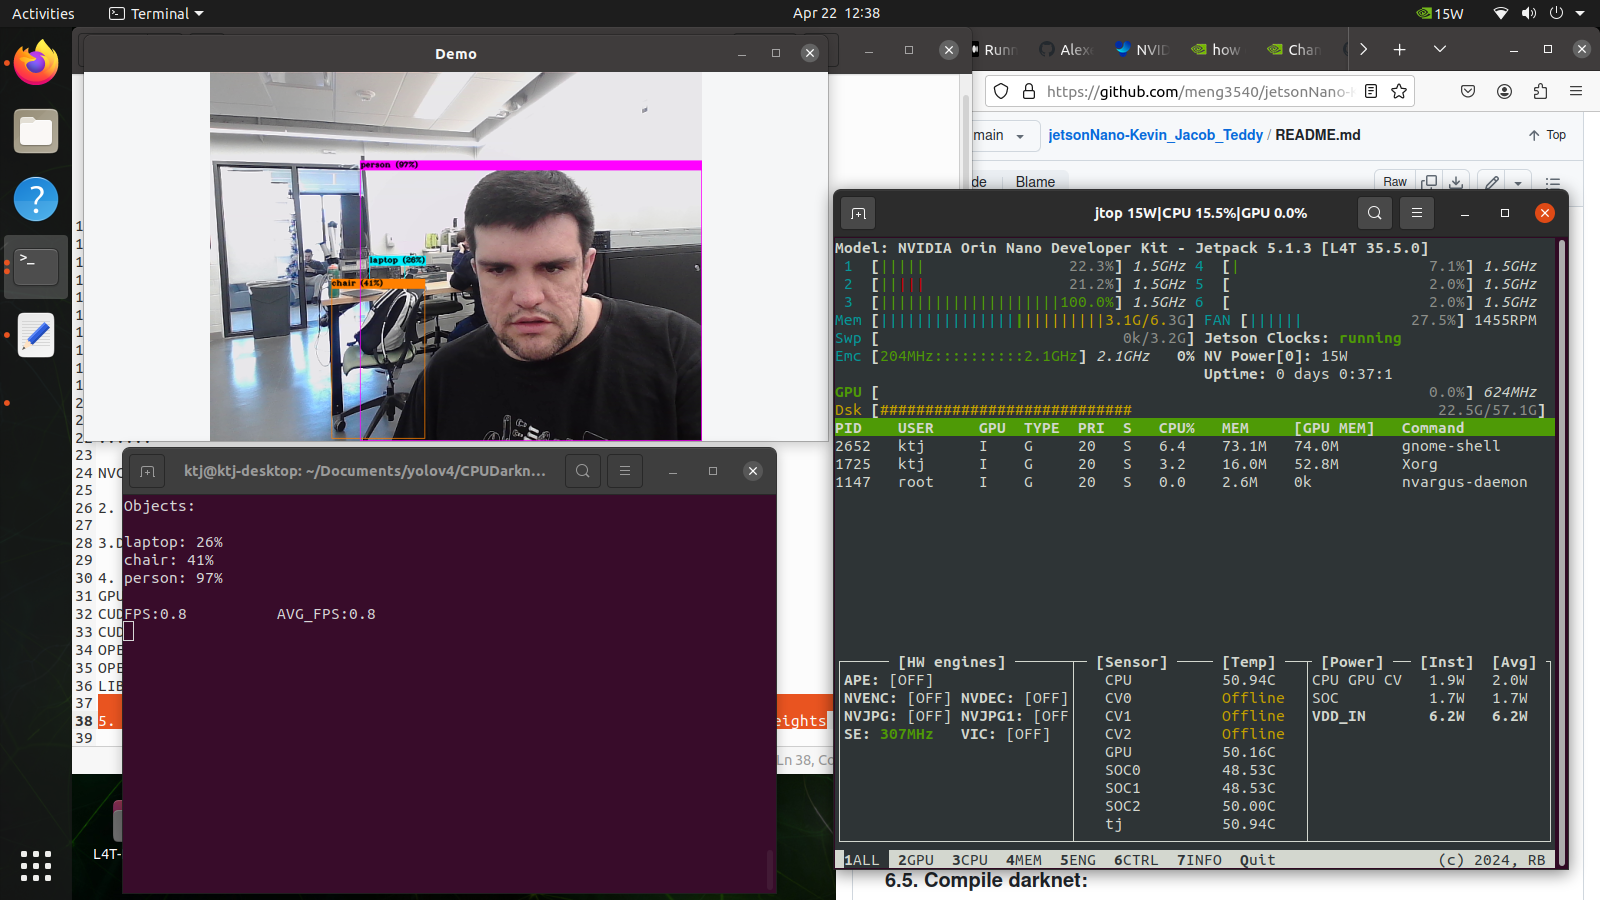 Activities
Terminal
Apr 22 12:38
15W
Demo
person (97%)
laptop (26%)
chair (41%)
how
https://github.com/meng3540/jetsonNano-
main
jetsonNano-Kevin_Jacob_Teddy / README.md
Top
Blame
Raw
ktj@ktj-desktop: ~/Documents/yolov4/CPUDarkn...
Objects:
laptop: 26%
chair: 41%
person: 97%
FPS:0.8 AVG_FPS:0.8
23
24 NVC
25
26 2.
27
28 3.D
29
30 4.
31 GPU
32 CUD
33 CUD
34 OPE
35 OPE
36 LIB
37
38 5.
39
eights
Ln 38, Co
L4T-
jtop 15W|CPU 15.5%|GPU 0.0%
Model: NVIDIA Orin Nano Developer Kit - Jetpack 5.1.3 [L4T 35.5.0]
1 [||||| 22.3%] 1.5GHz 4 [| 7.1%] 1.5GHz
2 [||||| 21.2%] 1.5GHz 5 [ 2.0%] 1.5GHz
3 [||||||||||||||||||||100.0%] 1.5GHz 6 [ 2.0%] 1.5GHz
Mem [|||||||||||||||||||||||||3.1G/6.3G] FAN [|||||| 27.5%] 1455RPM
Swp [ 0k/3.2G] Jetson Clocks: running
Emc [204MHz::::::::::2.1GHz] 2.1GHz 0% NV Power[0]: 15W
Uptime: 0 days 0:37:1
GPU [ 0.0%] 624MHz
Dsk [############################ 22.5G/57.1G]
PID USER GPU TYPE PRI S CPU% MEM [GPU MEM] Command
2652 ktj I G 20 S 6.4 73.1M 74.0M gnome-shell
1725 ktj I G 20 S 3.2 16.0M 52.8M Xorg
1147 root I G 20 S 0.0 2.6M 0k nvargus-daemon
[HW engines]
APE: [OFF]
NVENC: [OFF] NVDEC: [OFF]
NVJPG: [OFF] NVJPG1: [OFF
SE: 307MHz VIC: [OFF]
[Sensor] [Temp]
CPU 50.94C
CV0 Offline
CV1 Offline
CV2 Offline
GPU 50.16C
SOC0 48.53C
SOC1 48.53C
SOC2 50.00C
tj 50.94C
[Power] [Inst] [Avg]
CPU GPU CV 1.9W 2.0W
SOC 1.7W 1.7W
VDD_IN 6.2W 6.2W
1ALL 2GPU 3CPU 4MEM 5ENG 6CTRL 7INFO Quit (c) 2024, RB
6.5. Compile darknet: